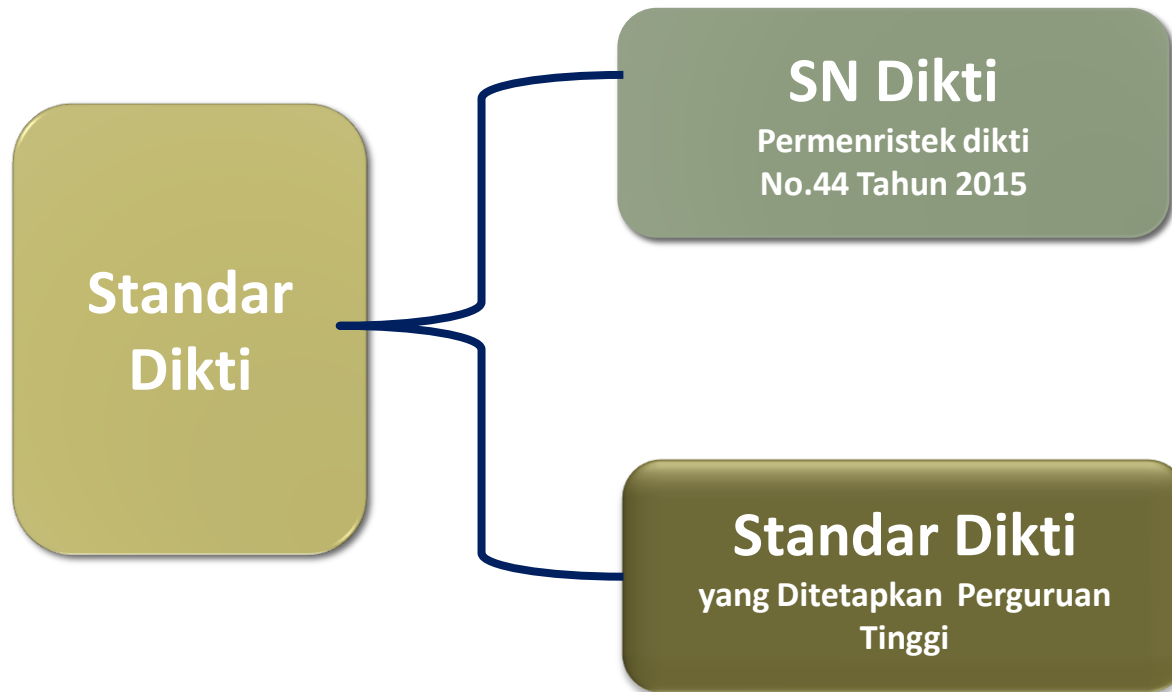 Standar
Dikti
SN Dikti
Permenristek dikti
No.44 Tahun 2015
Standar Dikti
yang Ditetapkan Perguruan
Tinggi